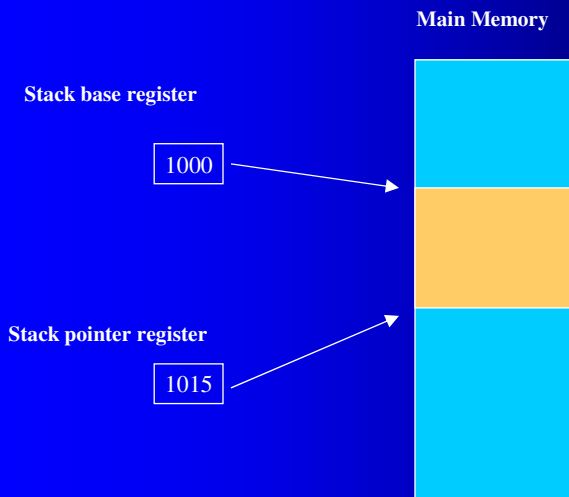 Main Memory
Stack base register
1000
Stack pointer register
1015